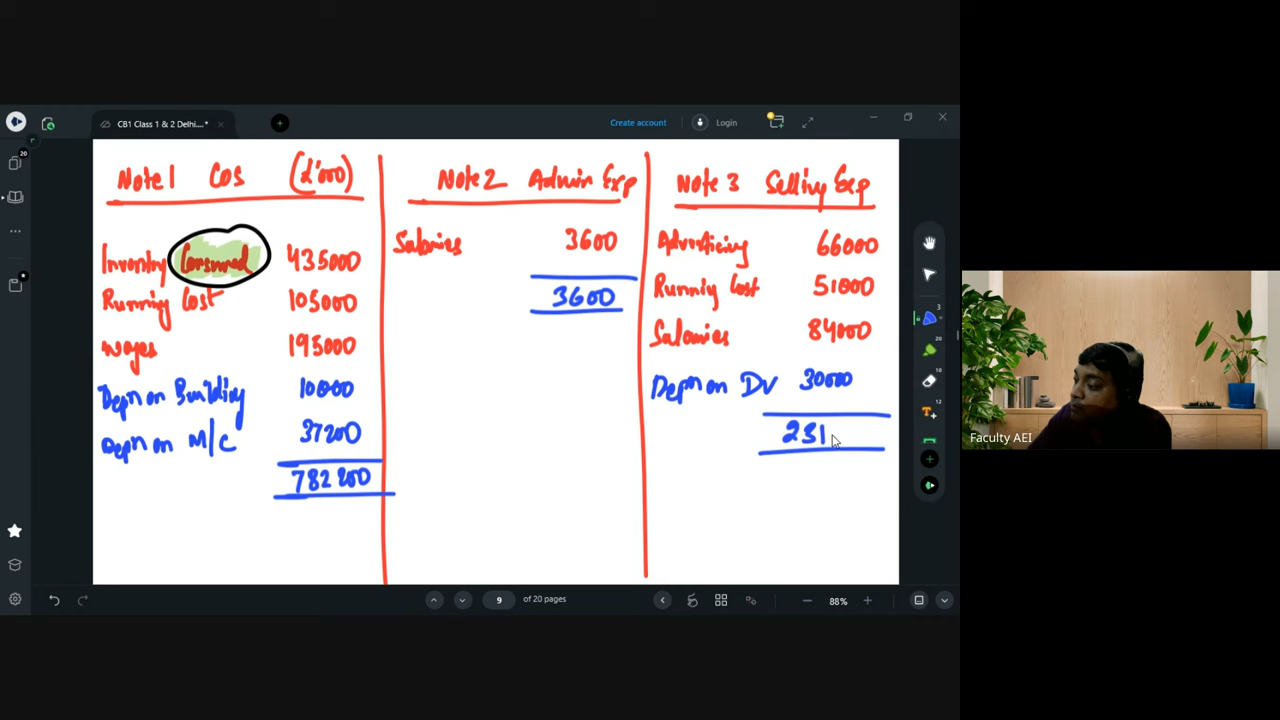 CB1 Class 1 & 2 Delhi....*
Create account
Login
Note 1 COS (£'000)
Inventory Consumed 435000
Running Cost 105000
Wages 195000
Depn on Building 10000
Depn on M/C 37200
782200
Note 2 Admin Exp
Salaries 3600
3600
Note 3 Selling Exp
Advertising 66000
Running Cost 51000
Salaries 84000
Depn on DV 30000
231
Faculty AEI
9 of 20 pages
88%